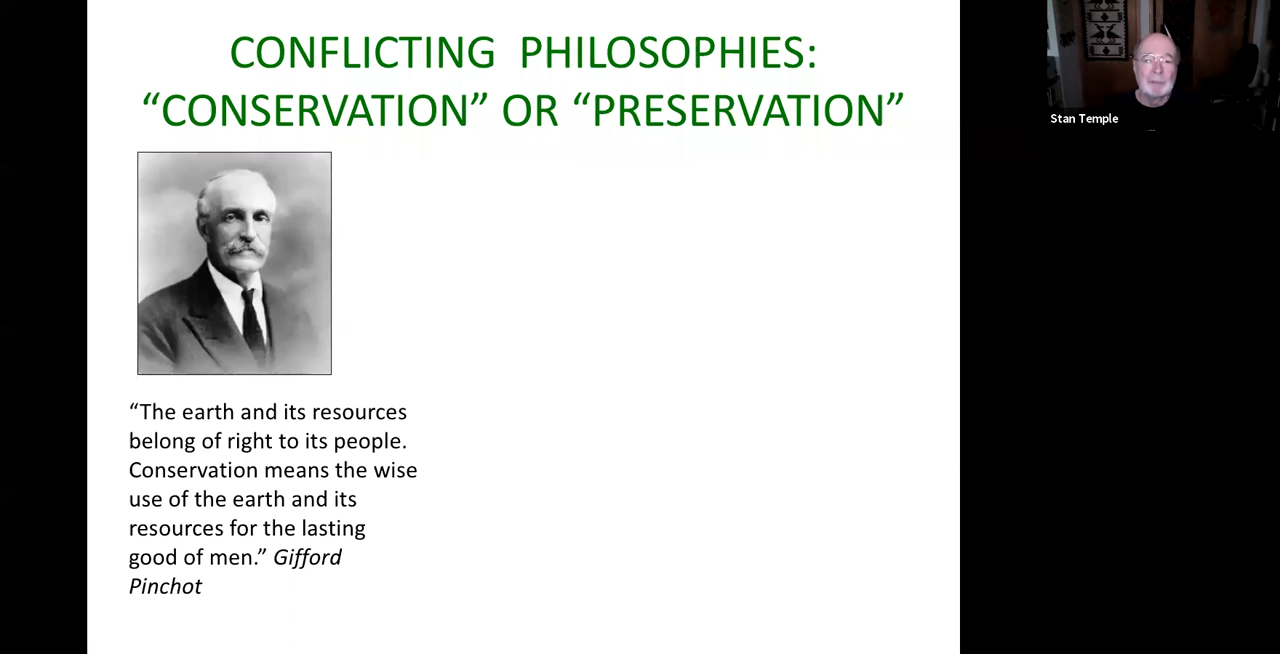 CONFLICTING PHILOSOPHIES:
“CONSERVATION” OR “PRESERVATION”
“The earth and its resources
belong of right to its people.
Conservation means the wise
use of the earth and its
resources for the lasting
good of men.” Gifford
Pinchot
Stan Temple